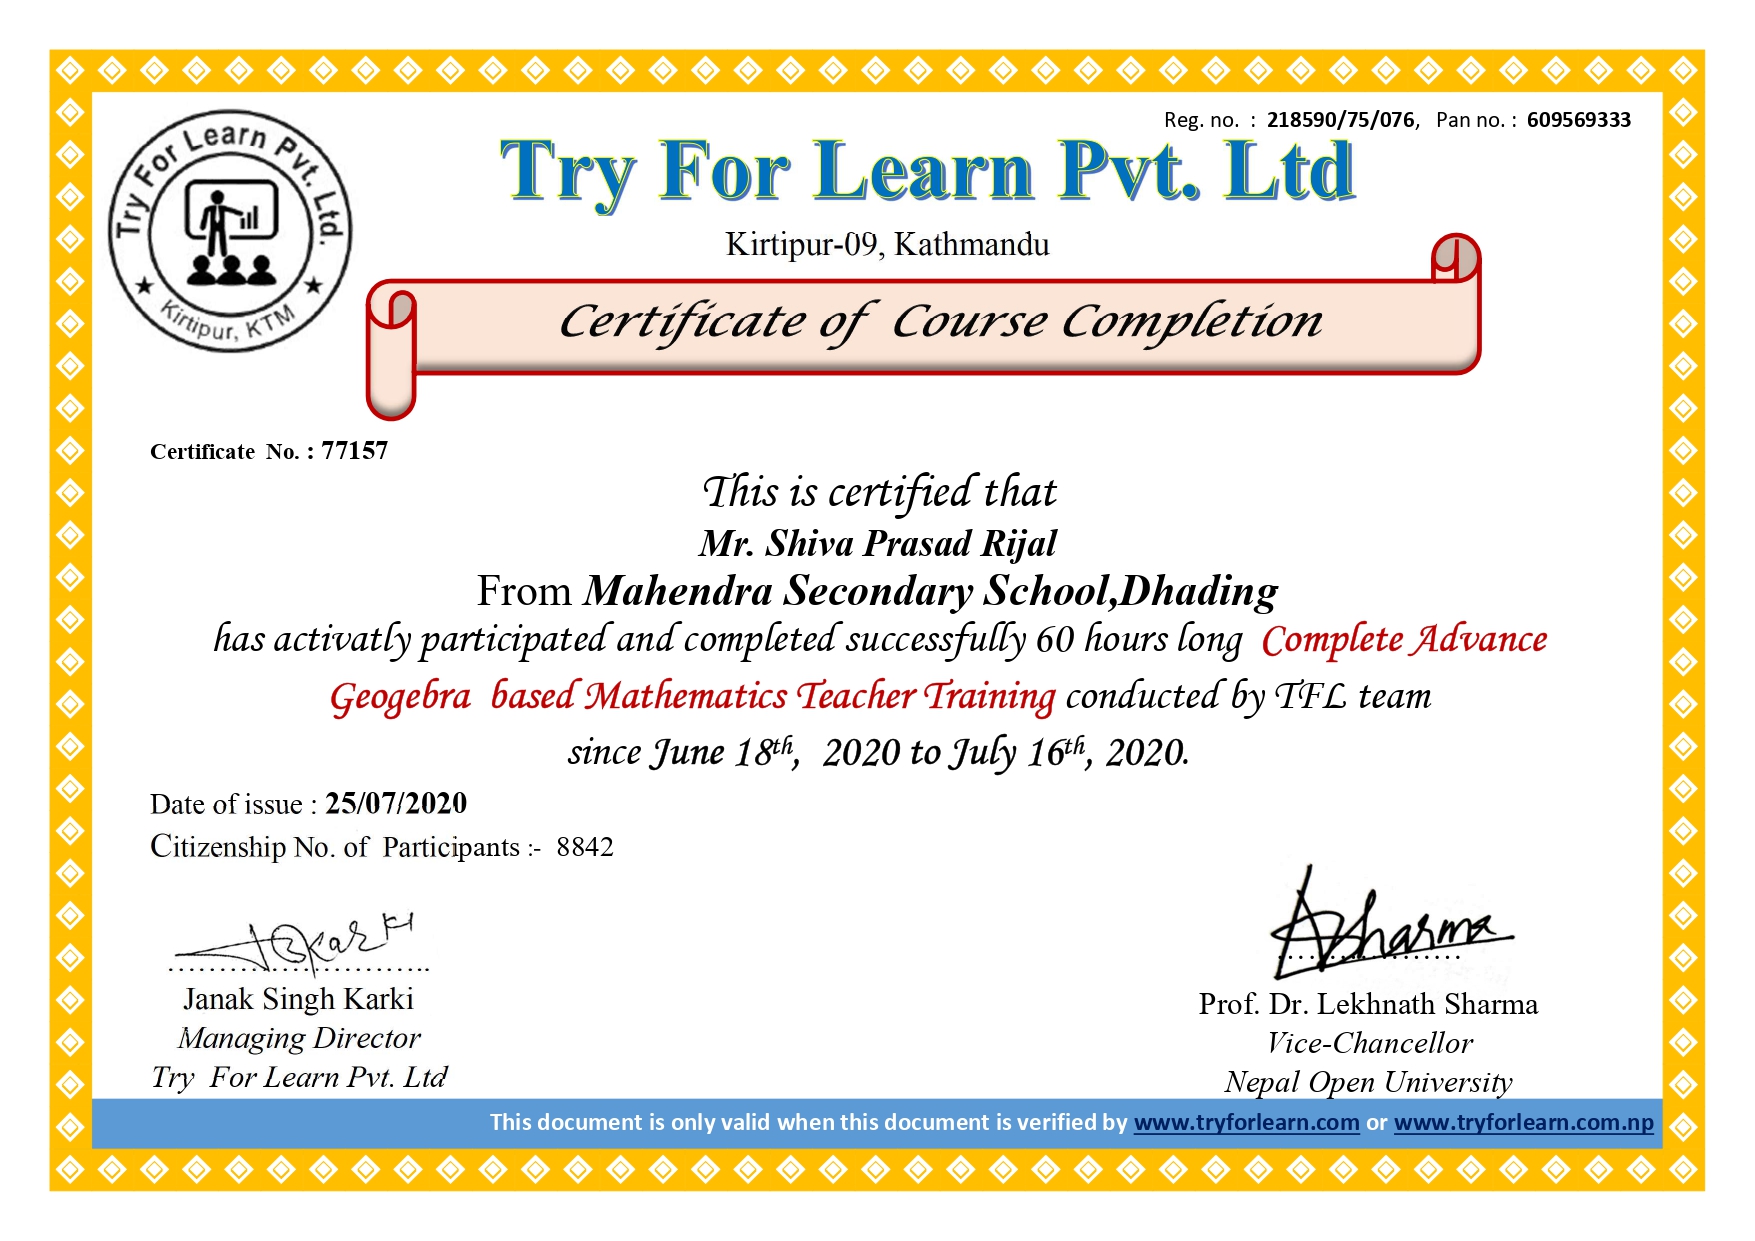 Reg. no. : 218590/75/076, Pan no. : 609569333
Try For Learn Pvt. Ltd.
Kirtipur, KTM
Try For Learn Pvt. Ltd
Kirtipur-09, Kathmandu
Certificate of Course Completion
Certificate No. : 77157
This is certified that
Mr. Shiva Prasad Rijal
From Mahendra Secondary School,Dhading
has activatly participated and completed successfully 60 hours long Complete Advance
Geogebra based Mathematics Teacher Training conducted by TFL team
since June 18th, 2020 to July 16th, 2020.
Date of issue : 25/07/2020
Citizenship No. of Participants :- 8842
Janak Singh Karki
Managing Director
Try For Learn Pvt. Ltd
Sharma
Prof. Dr. Lekhnath Sharma
Vice-Chancellor
Nepal Open University
This document is only valid when this document is verified by www.tryforlearn.com or www.tryforlearn.com.np